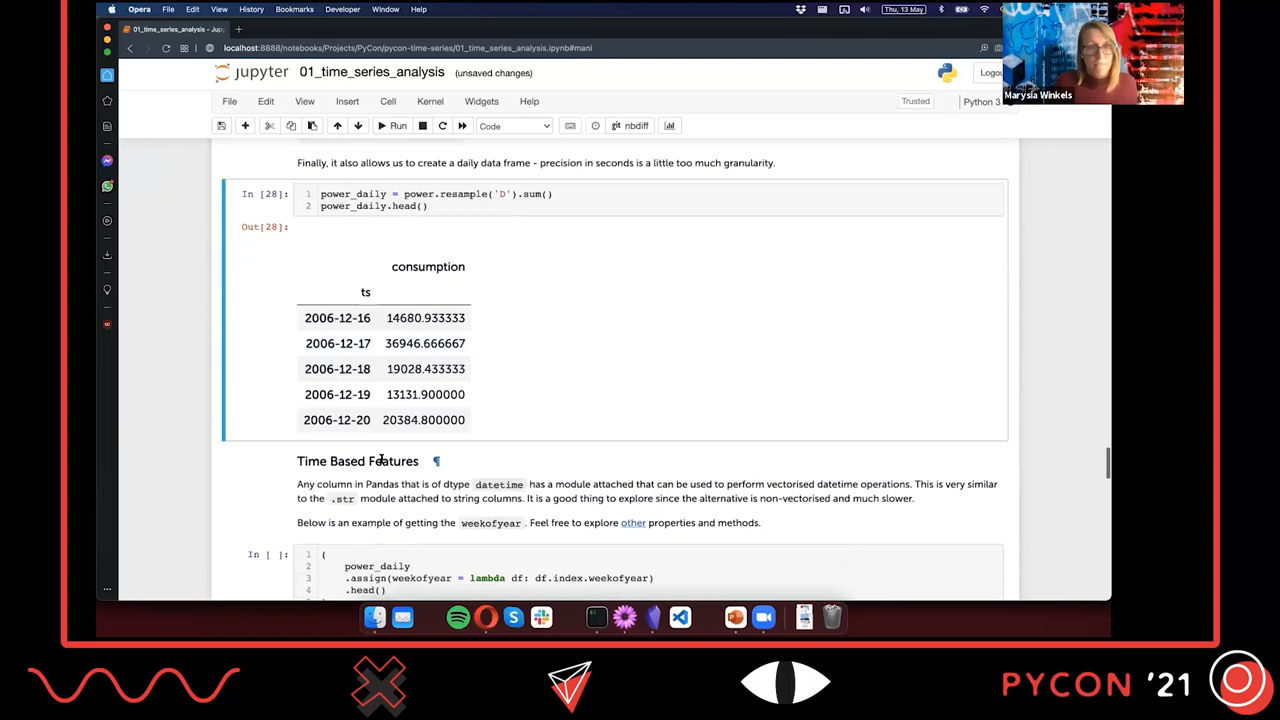 Opera File Edit View History Bookmarks Developer Window Help
Thu, 13 May
01_time_series_analysis - Jup
localhost:8888/notebooks/Projects/PyCon/pycon-time-series/01_time_series_analysis.ipynb#mani
Marysia Winkels
jupyter 01_time_series_analysis (unsaved changes)
Logou
File Edit View Insert Cell Kernel Widgets Help
Trusted
Python 3
Run
Code
nbdiff
Finally, it also allows us to create a daily data frame - precision in seconds is a little too much granularity.
In [28]:
1 power_daily = power.resample('D').sum()
2 power_daily.head()
Out[28]:
consumption
ts
2006-12-16 14680.933333
2006-12-17 36946.666667
2006-12-18 19028.433333
2006-12-19 13131.900000
2006-12-20 20384.800000
Time Based Features ¶
Any column in Pandas that is of dtype datetime has a module attached that can be used to perform vectorised datetime operations. This is very similar
to the .str module attached to string columns. It is a good thing to explore since the alternative is non-vectorised and much slower.
Below is an example of getting the weekofyear. Feel free to explore other properties and methods.
In [ ]:
1 (
2 power_daily
3 .assign(weekofyear = lambda df: df.index.weekofyear)
4 .head()
PYCON '21